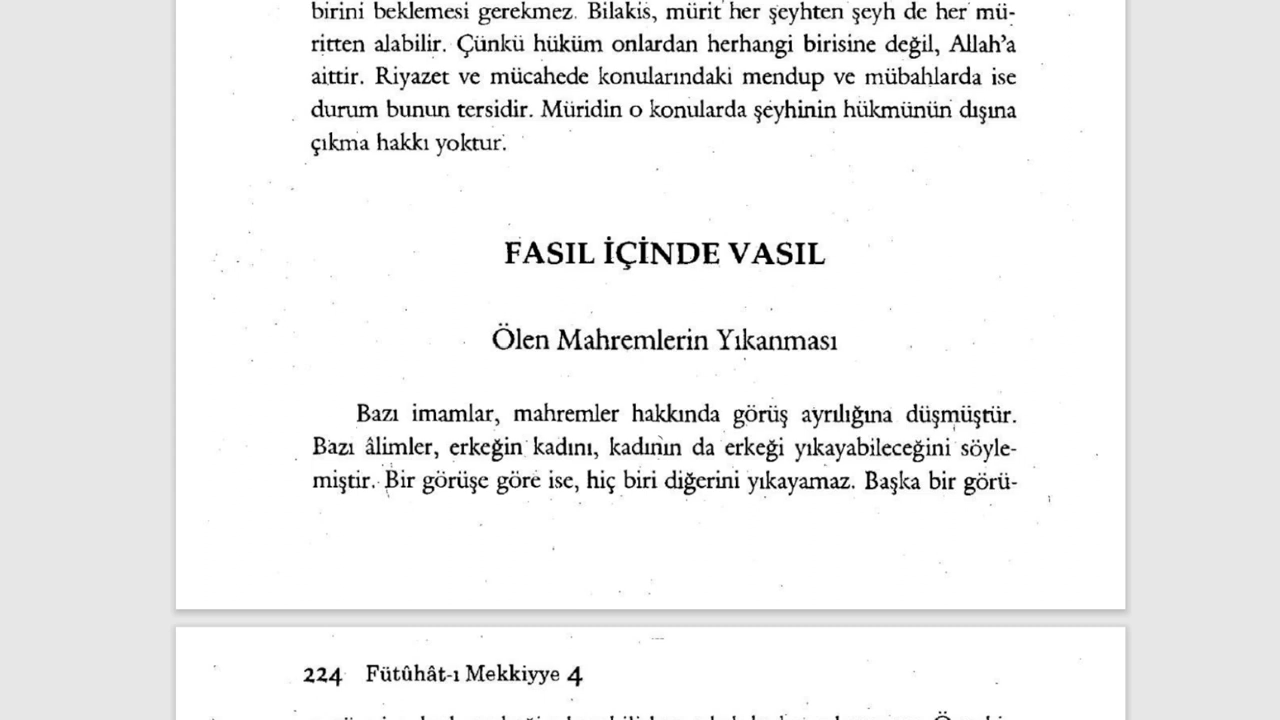 birini beklemesi gerekmez. Bilakis, mürit her şeyhten şeyh de her mü-
ritten alabilir. Çünkü hüküm onlardan herhangi birisine değil, Allah’a
aittir. Riyazet ve mücahede konularındaki mendup ve mübahlarda ise
durum bunun tersidir. Müridin o konularda şeyhinin hükmünün dışına
çıkma hakkı yoktur.
FASIL İÇİNDE VASIL
Ölen Mahremlerin Yıkanması
Bazı imamlar, mahremler hakkında görüş ayrılığına düşmüştür.
Bazı âlimler, erkeğin kadını, kadının da erkeği yıkayabileceğini söyle-
miştir. Bir görüşe göre ise, hiç biri diğerini yıkayamaz. Başka bir görü-
224 Fütûhât-ı Mekkiyye 4